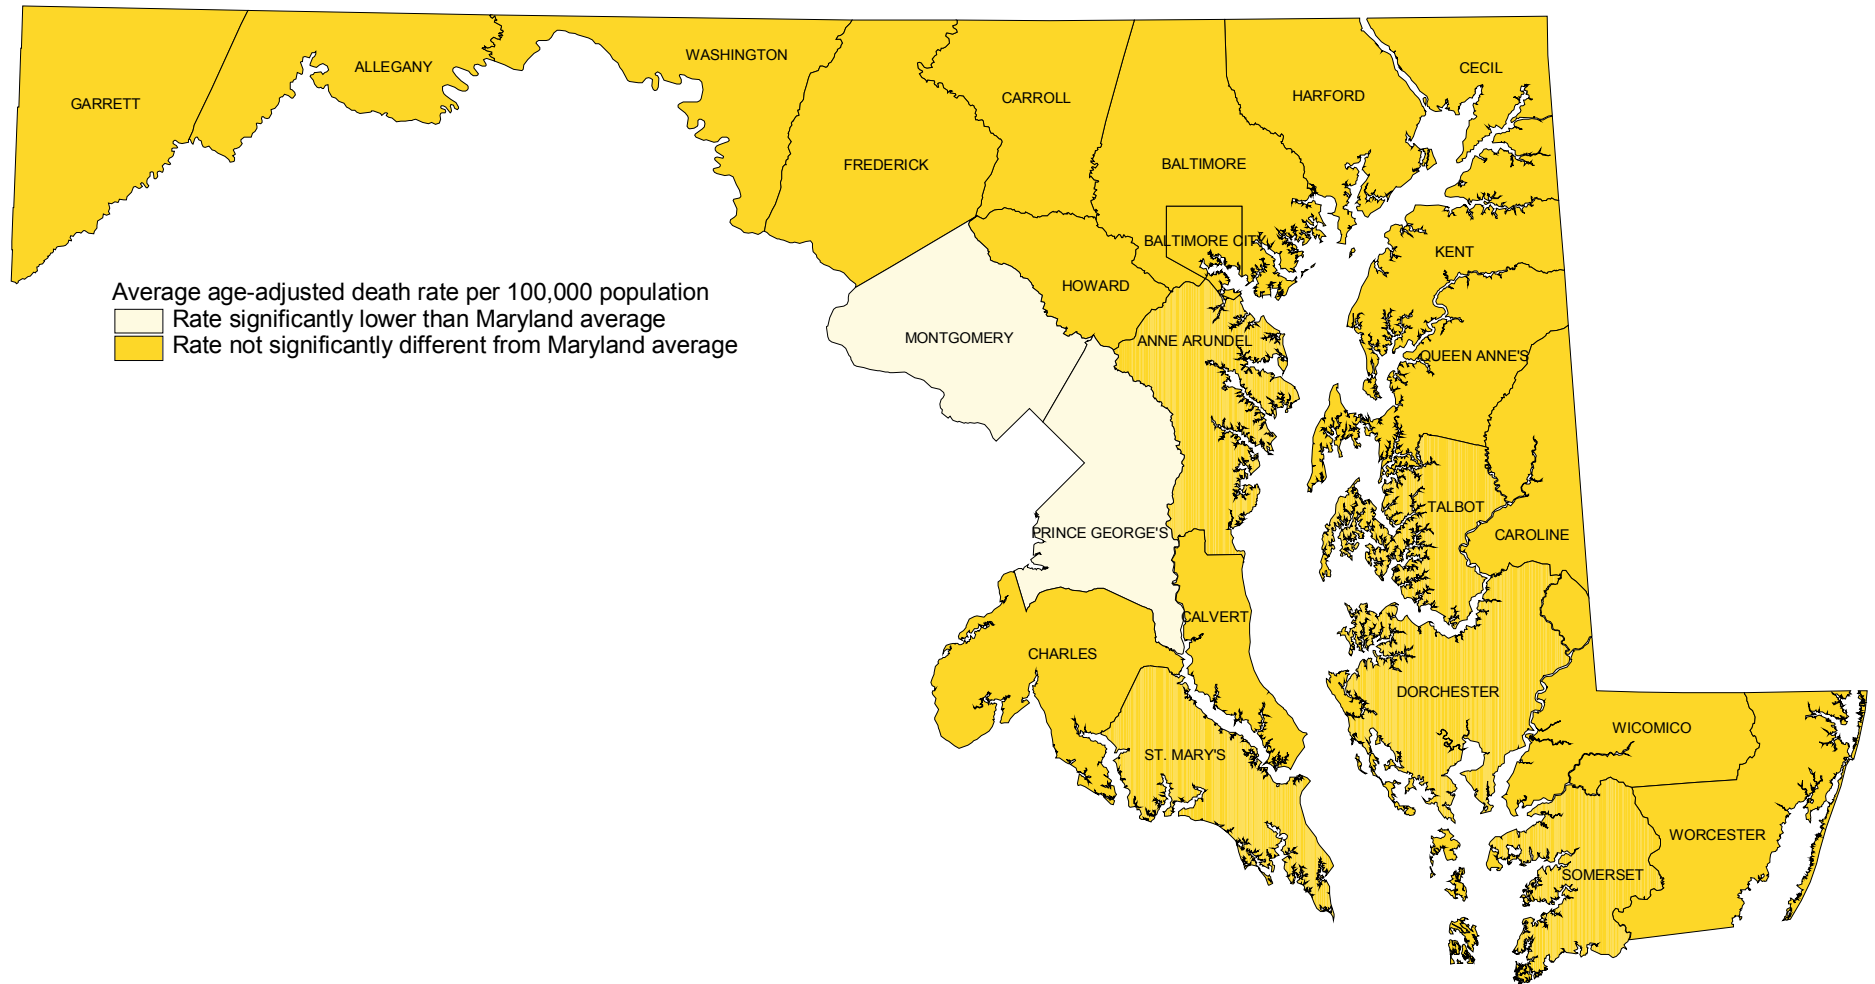 CECIL
WASHINGTON
ALLEGANY
HARFORD
CARROLL
GARRETT
BALTIMORE
FREDERICK
BALTIMORE CITY
KENT
HOWARD
Average age-adjusted death rate per 100,000 population
Rate significantly lower than Maryland average
Rate not significantly different from Maryland average
MONTGOMERY
ANNE ARUNDEL
QUEEN ANNE'S
TALBOT
PRINCE GEORGE'S
CAROLINE
CALVERT
CHARLES
DORCHESTER
WICOMICO
ST. MARY'S
WORCESTER
SOMERSET